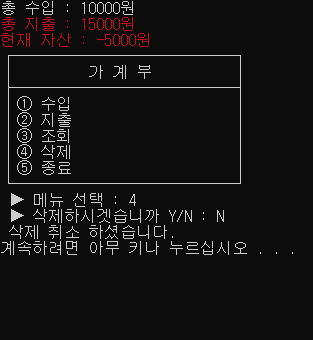 총 수입 : 10000원
총 지출 : 15000원
현재 자산 : -5000원
가 계 부
① 수입
② 지출
③ 조회
④ 삭제
⑤ 종료
▶ 메뉴 선택 : 4
▶ 삭제하시겟습니까 Y/N : N
삭제 취소 하셨습니다.
계속하려면 아무 키나 누르십시오 . . .